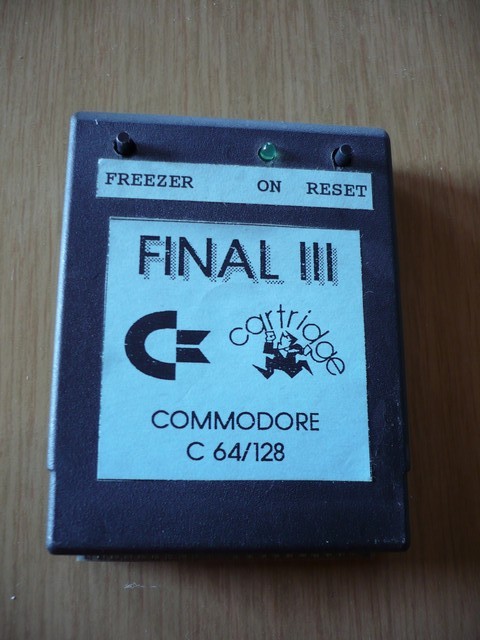 FREEZER ON RESET
FINAL III
cartridge
COMMODORE
C 64/128